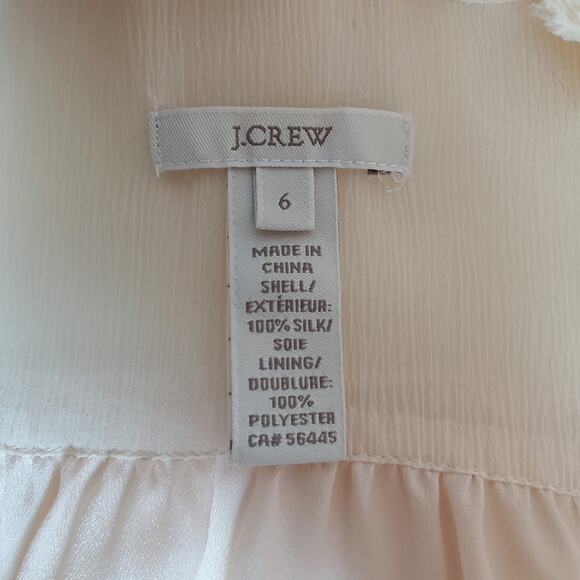 J.CREW
6
MADE IN
CHINA
SHELL/
EXTÉRIEUR:
100% SILK/
SOIE
LINING/
DOUBLURE:
100%
POLYESTER
CA# 56445